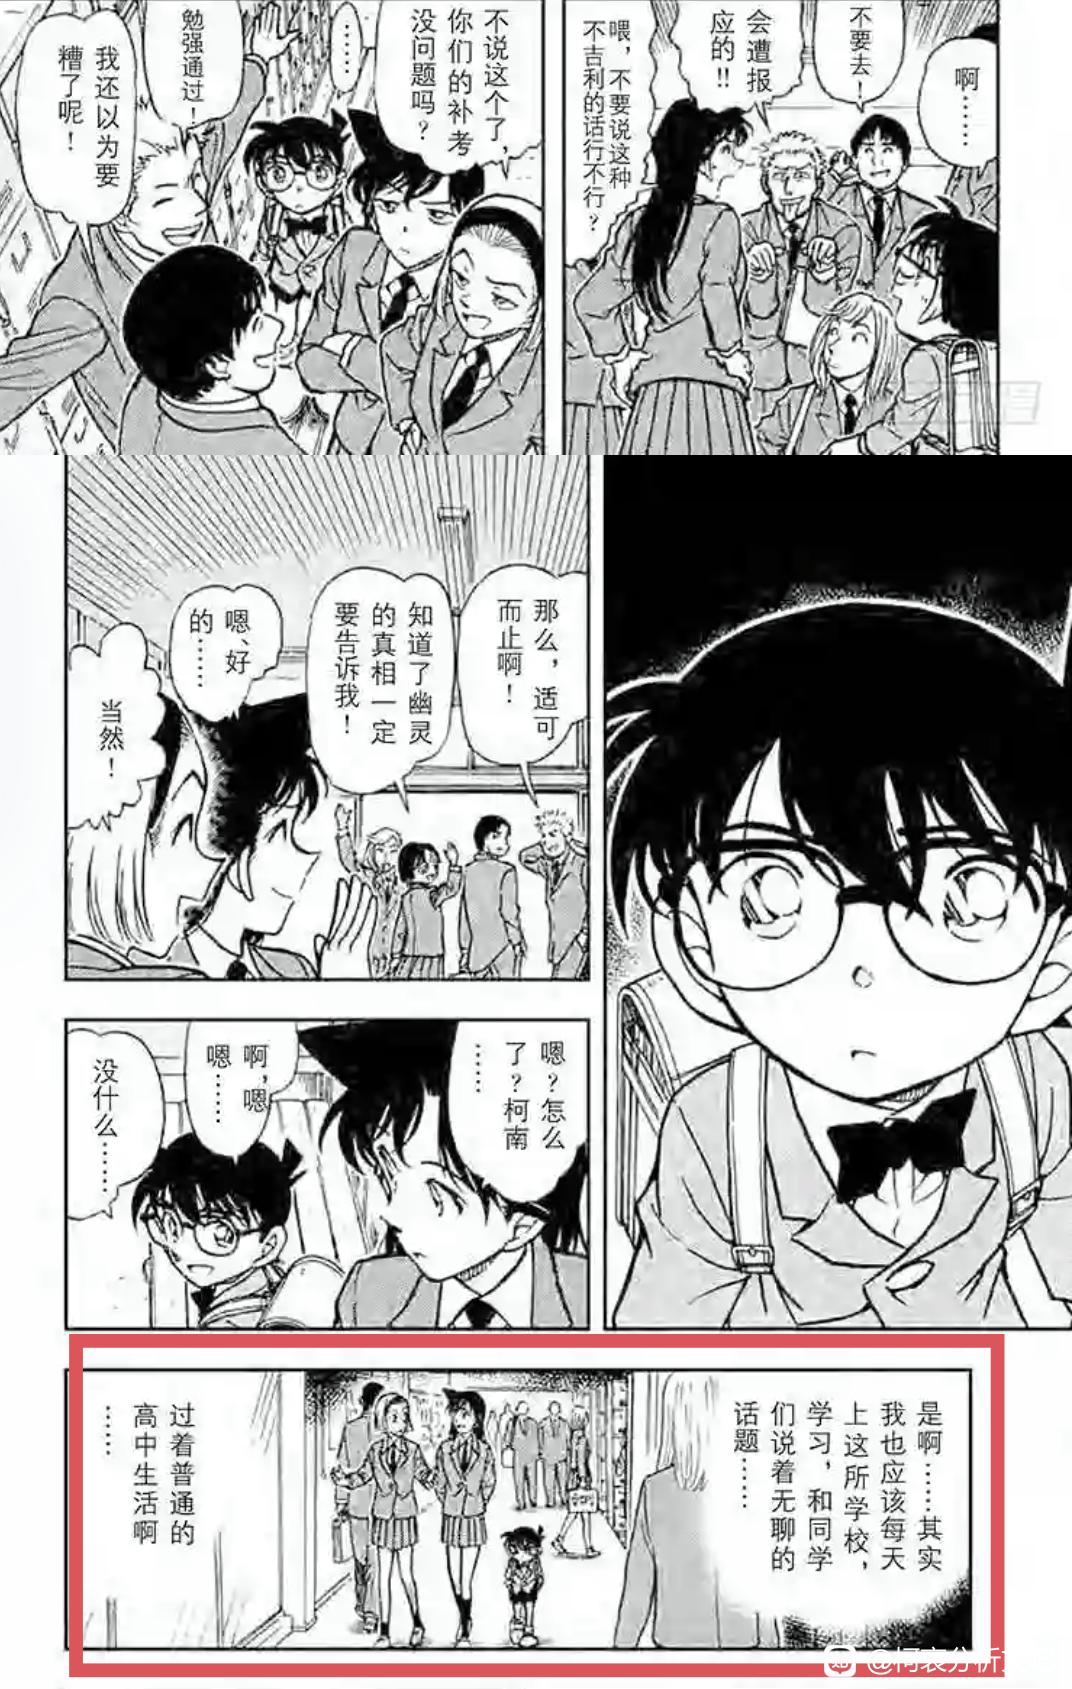 啊……
不要去！
会遭报
应的!!
喂，不要说这种
不吉利的话行不行？
不说这个了，
你们的补考
没问题吗？
……
勉强通过！
我还以为要
糟了呢！
那么，适可
而止啊！
知道了幽灵
的真相一定
要告诉我！
嗯、好
的……
当然！
嗯？怎么
了？柯南
……
啊，嗯
嗯……
没什么……
是啊……其实
我也应该每天
上这所学校，
学习，和同学
们说着无聊的
话题……
过着普通的
高中生活啊
……
知 @柯哀分析